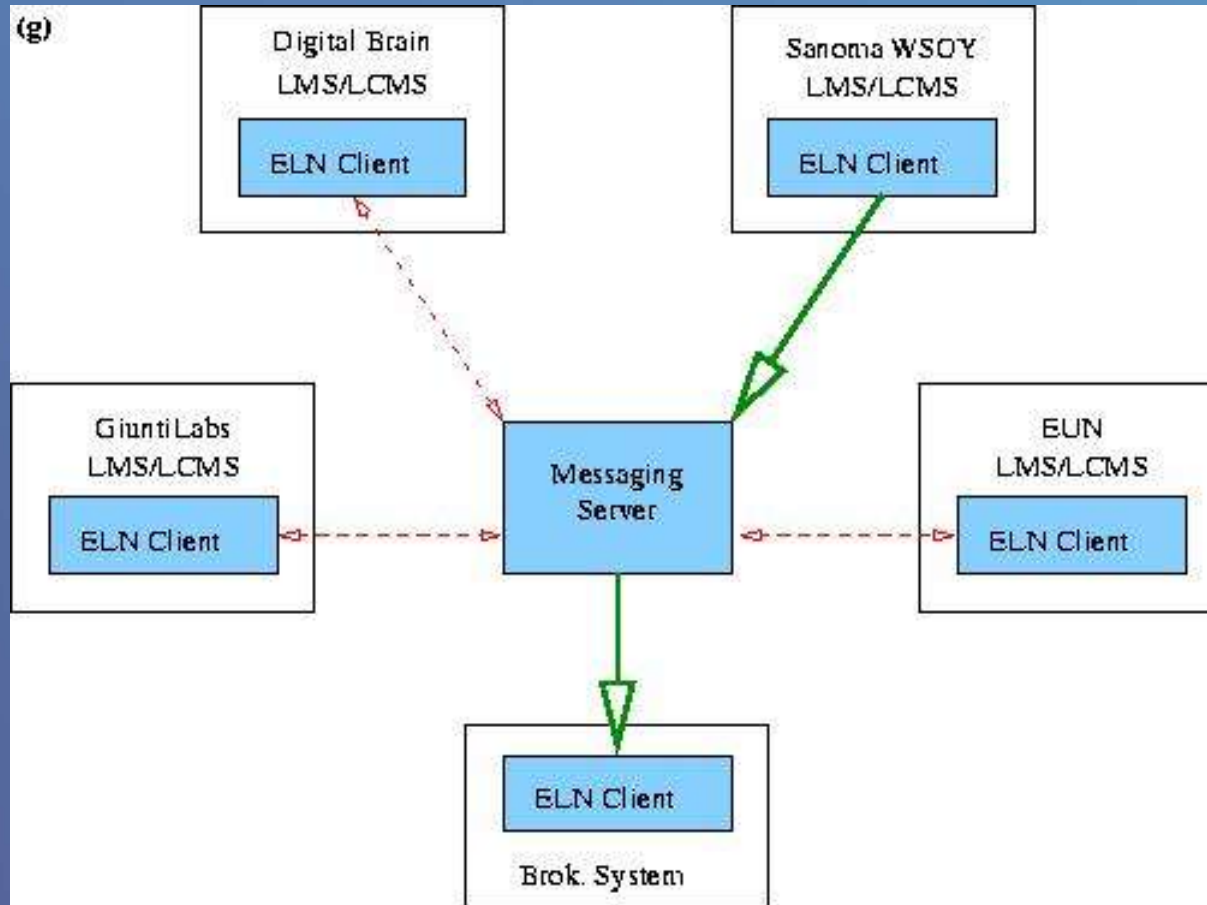 (g)
Digital Brain
LMS/LCMS
ELN Client
Sanoma WSOY
LMS/LCMS
ELN Client
GiuntiLabs
LMS/LCMS
ELN Client
Messaging
Server
EUN
LMS/LCMS
ELN Client
ELN Client
Brok. System